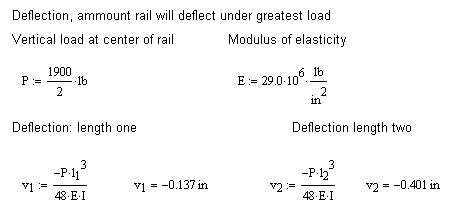 Deflection, ammount rail will deflect under greatest load
Vertical load at center of rail    Modulus of elasticity
P := 1900/2 · lb    E := 29.0·10^6 · lb/in^2
Deflection: length one    Deflection length two
v₁ := -P·l₁^3/48·E·I    v₁ = -0.137 in    v₂ := -P·l₂^3/48·E·I    v₂ = -0.401 in